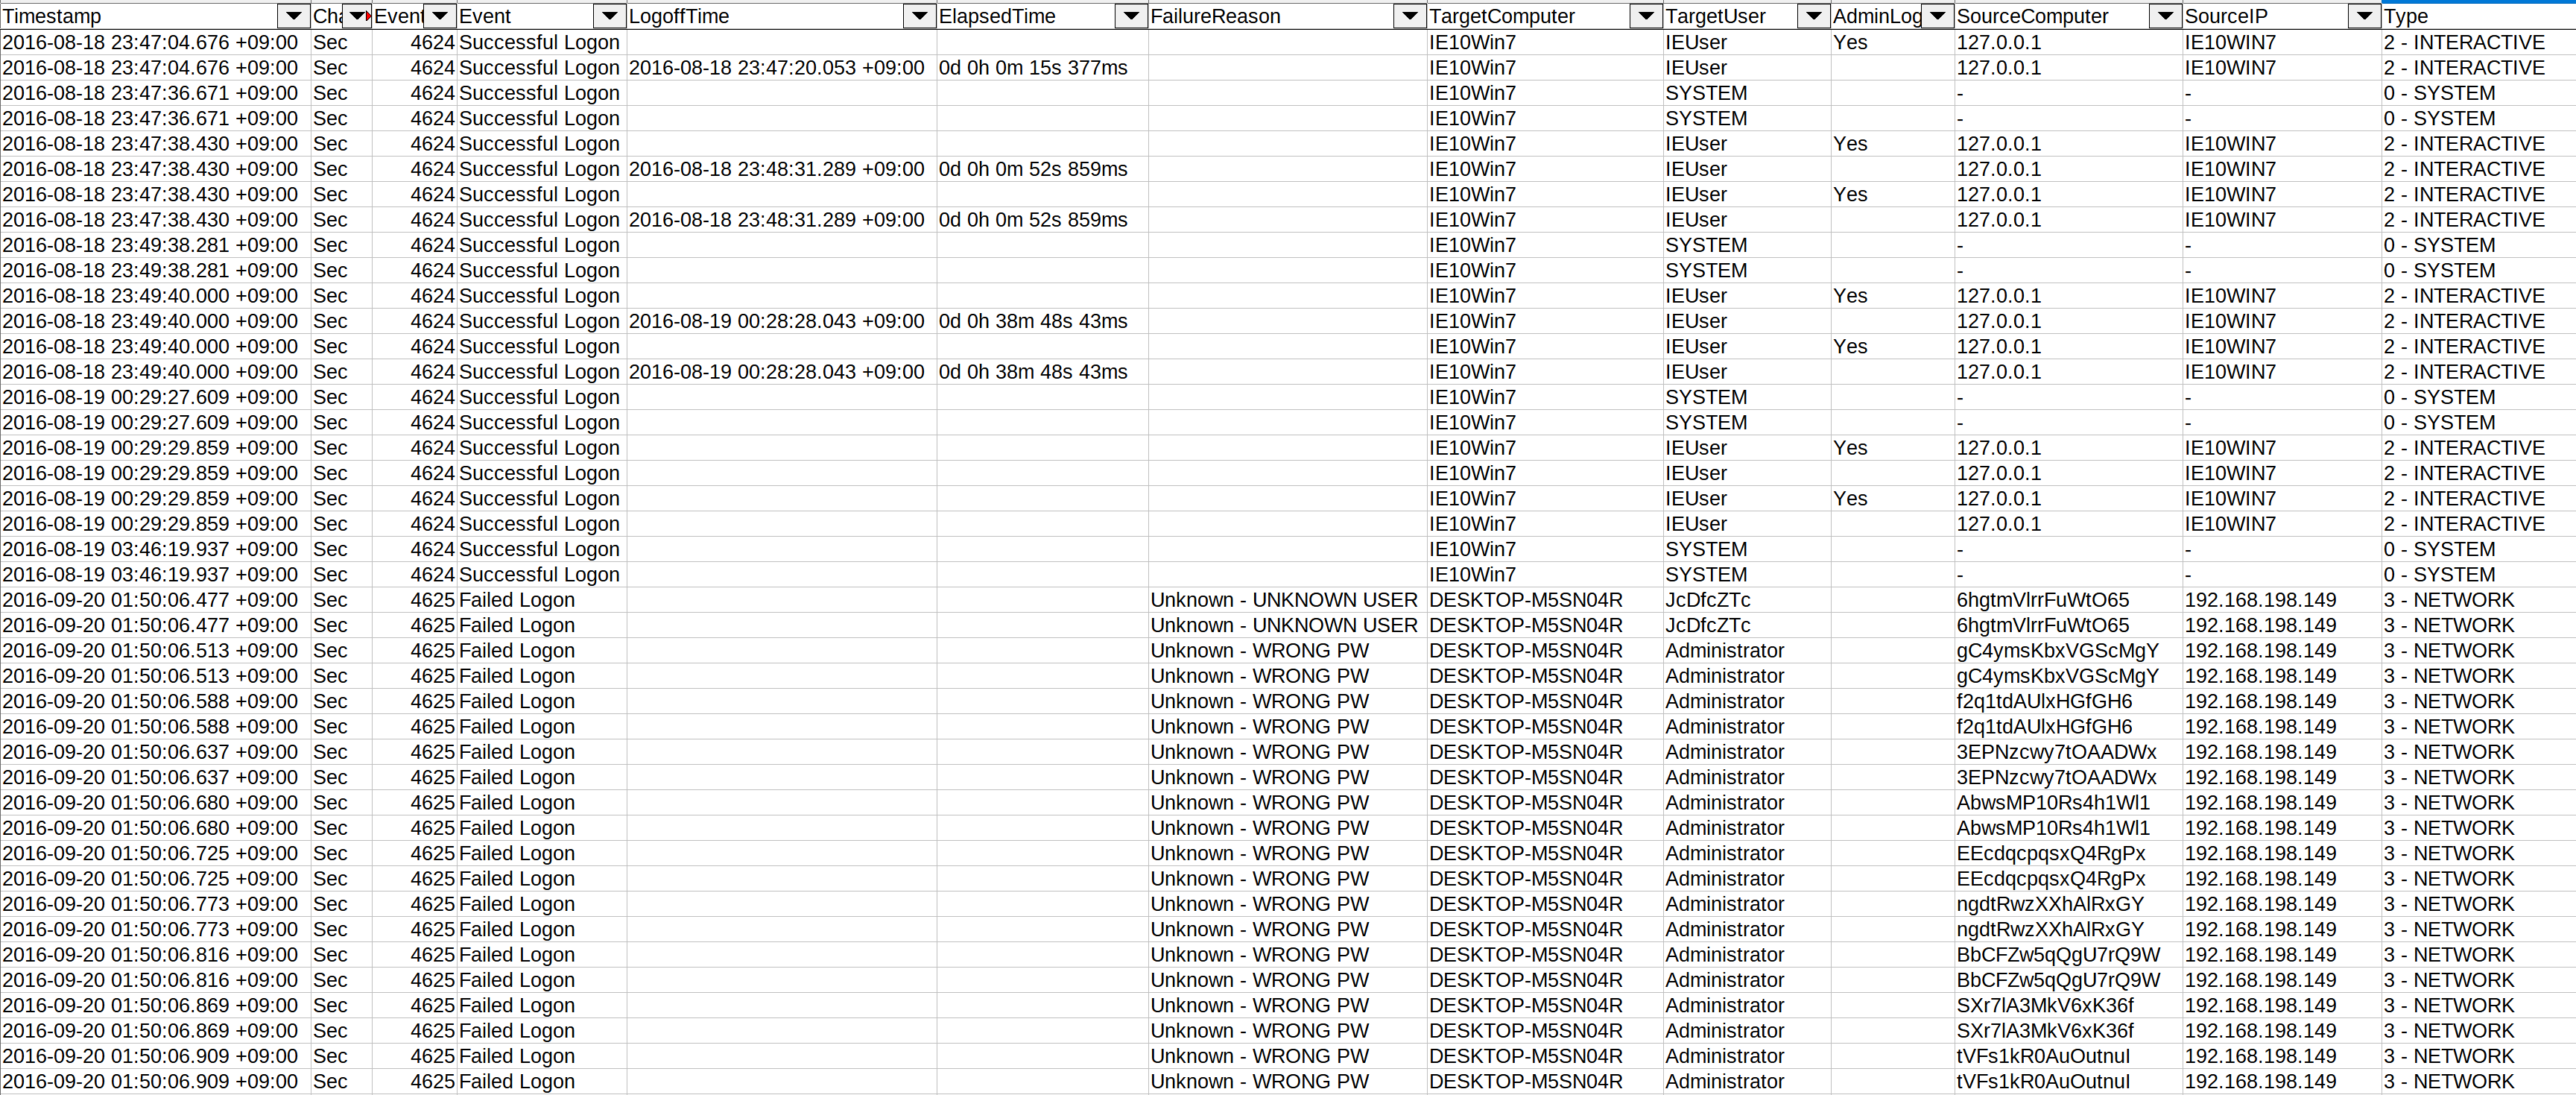 Timestamp Cha Event Event LogoffTime ElapsedTime FailureReason TargetComputer TargetUser AdminLog SourceComputer SourceIP Type
2016-08-18 23:47:04.676 +09:00 Sec 4624 Successful Logon IE10Win7 IEUser Yes 127.0.0.1 IE10WIN7 2 - INTERACTIVE
2016-08-18 23:47:04.676 +09:00 Sec 4624 Successful Logon 2016-08-18 23:47:20.053 +09:00 0d 0h 0m 15s 377ms IE10Win7 IEUser 127.0.0.1 IE10WIN7 2 - INTERACTIVE
2016-08-18 23:47:36.671 +09:00 Sec 4624 Successful Logon IE10Win7 SYSTEM - - 0 - SYSTEM
2016-08-18 23:47:36.671 +09:00 Sec 4624 Successful Logon IE10Win7 SYSTEM - - 0 - SYSTEM
2016-08-18 23:47:38.430 +09:00 Sec 4624 Successful Logon IE10Win7 IEUser Yes 127.0.0.1 IE10WIN7 2 - INTERACTIVE
2016-08-18 23:47:38.430 +09:00 Sec 4624 Successful Logon 2016-08-18 23:48:31.289 +09:00 0d 0h 0m 52s 859ms IE10Win7 IEUser 127.0.0.1 IE10WIN7 2 - INTERACTIVE
2016-08-18 23:47:38.430 +09:00 Sec 4624 Successful Logon IE10Win7 IEUser Yes 127.0.0.1 IE10WIN7 2 - INTERACTIVE
2016-08-18 23:47:38.430 +09:00 Sec 4624 Successful Logon 2016-08-18 23:48:31.289 +09:00 0d 0h 0m 52s 859ms IE10Win7 IEUser 127.0.0.1 IE10WIN7 2 - INTERACTIVE
2016-08-18 23:49:38.281 +09:00 Sec 4624 Successful Logon IE10Win7 SYSTEM - - 0 - SYSTEM
2016-08-18 23:49:38.281 +09:00 Sec 4624 Successful Logon IE10Win7 SYSTEM - - 0 - SYSTEM
2016-08-18 23:49:40.000 +09:00 Sec 4624 Successful Logon IE10Win7 IEUser Yes 127.0.0.1 IE10WIN7 2 - INTERACTIVE
2016-08-18 23:49:40.000 +09:00 Sec 4624 Successful Logon 2016-08-19 00:28:28.043 +09:00 0d 0h 38m 48s 43ms IE10Win7 IEUser 127.0.0.1 IE10WIN7 2 - INTERACTIVE
2016-08-18 23:49:40.000 +09:00 Sec 4624 Successful Logon IE10Win7 IEUser Yes 127.0.0.1 IE10WIN7 2 - INTERACTIVE
2016-08-18 23:49:40.000 +09:00 Sec 4624 Successful Logon 2016-08-19 00:28:28.043 +09:00 0d 0h 38m 48s 43ms IE10Win7 IEUser 127.0.0.1 IE10WIN7 2 - INTERACTIVE
2016-08-19 00:29:27.609 +09:00 Sec 4624 Successful Logon IE10Win7 SYSTEM - - 0 - SYSTEM
2016-08-19 00:29:27.609 +09:00 Sec 4624 Successful Logon IE10Win7 SYSTEM - - 0 - SYSTEM
2016-08-19 00:29:29.859 +09:00 Sec 4624 Successful Logon IE10Win7 IEUser Yes 127.0.0.1 IE10WIN7 2 - INTERACTIVE
2016-08-19 00:29:29.859 +09:00 Sec 4624 Successful Logon IE10Win7 IEUser 127.0.0.1 IE10WIN7 2 - INTERACTIVE
2016-08-19 00:29:29.859 +09:00 Sec 4624 Successful Logon IE10Win7 IEUser Yes 127.0.0.1 IE10WIN7 2 - INTERACTIVE
2016-08-19 00:29:29.859 +09:00 Sec 4624 Successful Logon IE10Win7 IEUser 127.0.0.1 IE10WIN7 2 - INTERACTIVE
2016-08-19 03:46:19.937 +09:00 Sec 4624 Successful Logon IE10Win7 SYSTEM - - 0 - SYSTEM
2016-08-19 03:46:19.937 +09:00 Sec 4624 Successful Logon IE10Win7 SYSTEM - - 0 - SYSTEM
2016-09-20 01:50:06.477 +09:00 Sec 4625 Failed Logon Unknown - UNKNOWN USER DESKTOP-M5SN04R JcDfcZTc 6hgtmVlrrFuWtO65 192.168.198.149 3 - NETWORK
2016-09-20 01:50:06.477 +09:00 Sec 4625 Failed Logon Unknown - UNKNOWN USER DESKTOP-M5SN04R JcDfcZTc 6hgtmVlrrFuWtO65 192.168.198.149 3 - NETWORK
2016-09-20 01:50:06.513 +09:00 Sec 4625 Failed Logon Unknown - WRONG PW DESKTOP-M5SN04R Administrator gC4ymsKbxVGScMgY 192.168.198.149 3 - NETWORK
2016-09-20 01:50:06.513 +09:00 Sec 4625 Failed Logon Unknown - WRONG PW DESKTOP-M5SN04R Administrator gC4ymsKbxVGScMgY 192.168.198.149 3 - NETWORK
2016-09-20 01:50:06.588 +09:00 Sec 4625 Failed Logon Unknown - WRONG PW DESKTOP-M5SN04R Administrator f2q1tdAUlxHGfGH6 192.168.198.149 3 - NETWORK
2016-09-20 01:50:06.588 +09:00 Sec 4625 Failed Logon Unknown - WRONG PW DESKTOP-M5SN04R Administrator f2q1tdAUlxHGfGH6 192.168.198.149 3 - NETWORK
2016-09-20 01:50:06.637 +09:00 Sec 4625 Failed Logon Unknown - WRONG PW DESKTOP-M5SN04R Administrator 3EPNzcwy7tOAADWx 192.168.198.149 3 - NETWORK
2016-09-20 01:50:06.637 +09:00 Sec 4625 Failed Logon Unknown - WRONG PW DESKTOP-M5SN04R Administrator 3EPNzcwy7tOAADWx 192.168.198.149 3 - NETWORK
2016-09-20 01:50:06.680 +09:00 Sec 4625 Failed Logon Unknown - WRONG PW DESKTOP-M5SN04R Administrator AbwsMP10Rs4h1Wl1 192.168.198.149 3 - NETWORK
2016-09-20 01:50:06.680 +09:00 Sec 4625 Failed Logon Unknown - WRONG PW DESKTOP-M5SN04R Administrator AbwsMP10Rs4h1Wl1 192.168.198.149 3 - NETWORK
2016-09-20 01:50:06.725 +09:00 Sec 4625 Failed Logon Unknown - WRONG PW DESKTOP-M5SN04R Administrator EEcdqcpqsxQ4RgPx 192.168.198.149 3 - NETWORK
2016-09-20 01:50:06.725 +09:00 Sec 4625 Failed Logon Unknown - WRONG PW DESKTOP-M5SN04R Administrator EEcdqcpqsxQ4RgPx 192.168.198.149 3 - NETWORK
2016-09-20 01:50:06.773 +09:00 Sec 4625 Failed Logon Unknown - WRONG PW DESKTOP-M5SN04R Administrator ngdtRwzXXhAlRxGY 192.168.198.149 3 - NETWORK
2016-09-20 01:50:06.773 +09:00 Sec 4625 Failed Logon Unknown - WRONG PW DESKTOP-M5SN04R Administrator ngdtRwzXXhAlRxGY 192.168.198.149 3 - NETWORK
2016-09-20 01:50:06.816 +09:00 Sec 4625 Failed Logon Unknown - WRONG PW DESKTOP-M5SN04R Administrator BbCFZw5qQgU7rQ9W 192.168.198.149 3 - NETWORK
2016-09-20 01:50:06.816 +09:00 Sec 4625 Failed Logon Unknown - WRONG PW DESKTOP-M5SN04R Administrator BbCFZw5qQgU7rQ9W 192.168.198.149 3 - NETWORK
2016-09-20 01:50:06.869 +09:00 Sec 4625 Failed Logon Unknown - WRONG PW DESKTOP-M5SN04R Administrator SXr7lA3MkV6xK36f 192.168.198.149 3 - NETWORK
2016-09-20 01:50:06.869 +09:00 Sec 4625 Failed Logon Unknown - WRONG PW DESKTOP-M5SN04R Administrator SXr7lA3MkV6xK36f 192.168.198.149 3 - NETWORK
2016-09-20 01:50:06.909 +09:00 Sec 4625 Failed Logon Unknown - WRONG PW DESKTOP-M5SN04R Administrator tVFs1kR0AuOutnuI 192.168.198.149 3 - NETWORK
2016-09-20 01:50:06.909 +09:00 Sec 4625 Failed Logon Unknown - WRONG PW DESKTOP-M5SN04R Administrator tVFs1kR0AuOutnuI 192.168.198.149 3 - NETWORK